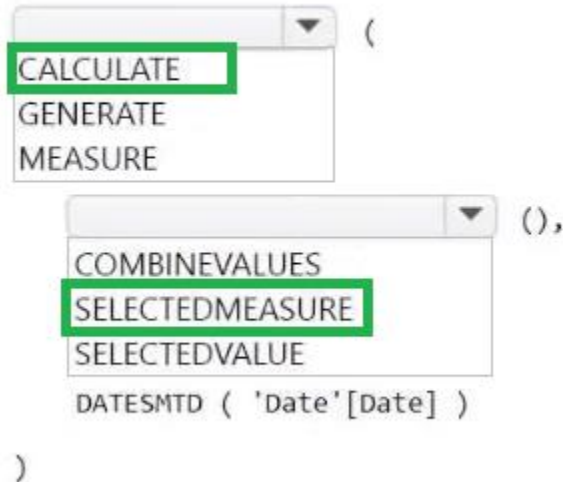 (
CALCULATE
GENERATE
MEASURE
(),
COMBINEVALUES
SELECTEDMEASURE
SELECTEDVALUE
DATESMTD ( 'Date'[Date] )
)